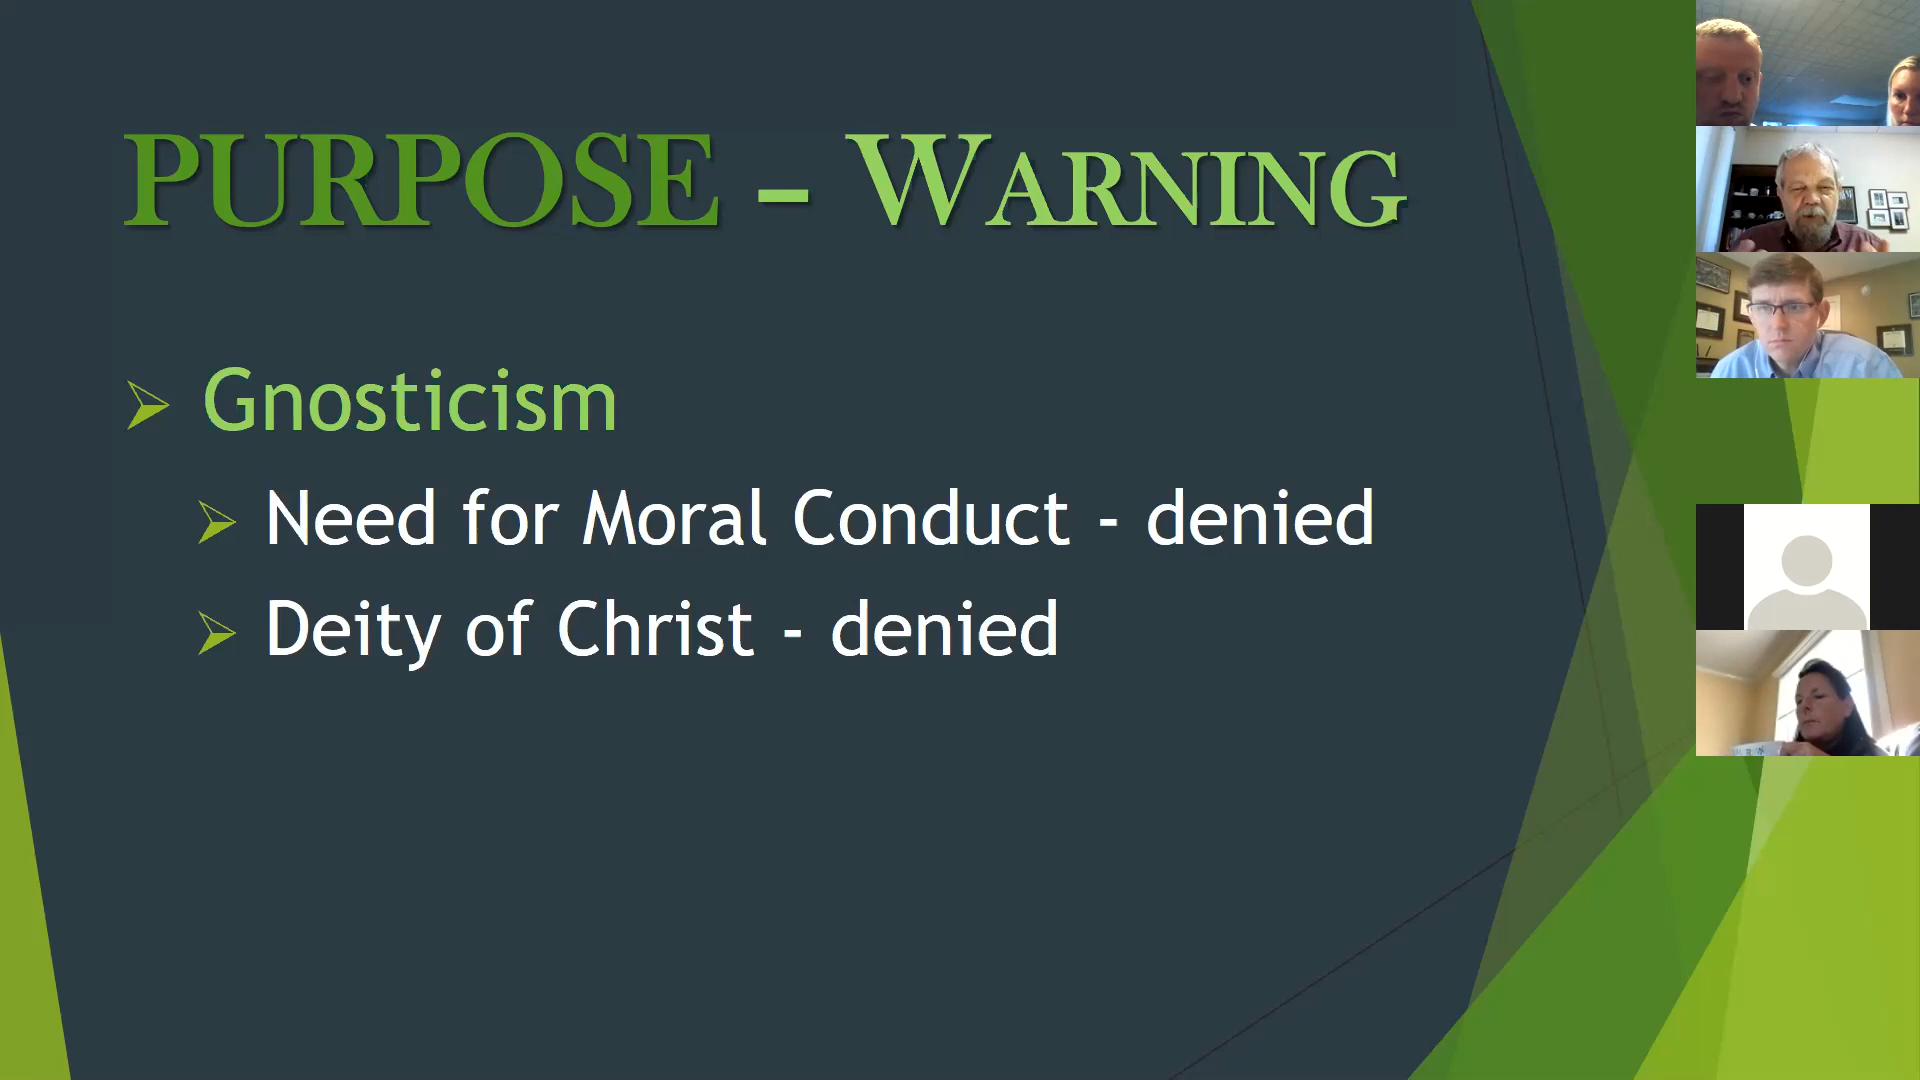 PURPOSE – WARNING
Gnosticism
Need for Moral Conduct - denied
Deity of Christ - denied